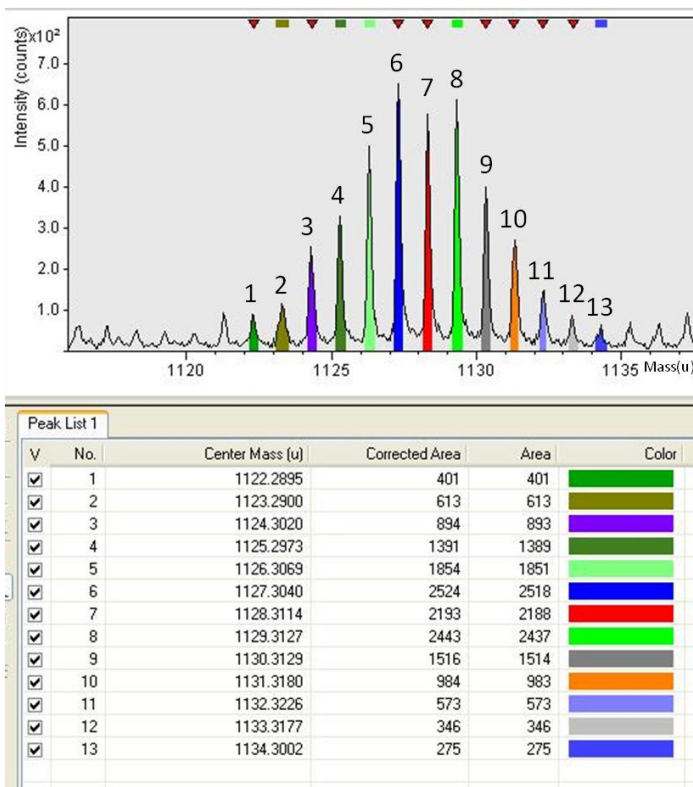 Intensity (counts)
x10²
7.0
6.0
5.0
4.0
3.0
2.0
1.0
1 2 3 4 5 6 7 8 9 10 11 12 13
1120 1125 1130 1135 Mass(u)
Peak List 1
V No. Center Mass (u) Corrected Area Area Color
1 1122.2895 401 401
2 1123.2900 613 613
3 1124.3020 894 893
4 1125.2973 1391 1389
5 1126.3069 1854 1851
6 1127.3040 2524 2518
7 1128.3114 2193 2188
8 1129.3127 2443 2437
9 1130.3129 1516 1514
10 1131.3180 984 983
11 1132.3226 573 573
12 1133.3177 346 346
13 1134.3002 275 275